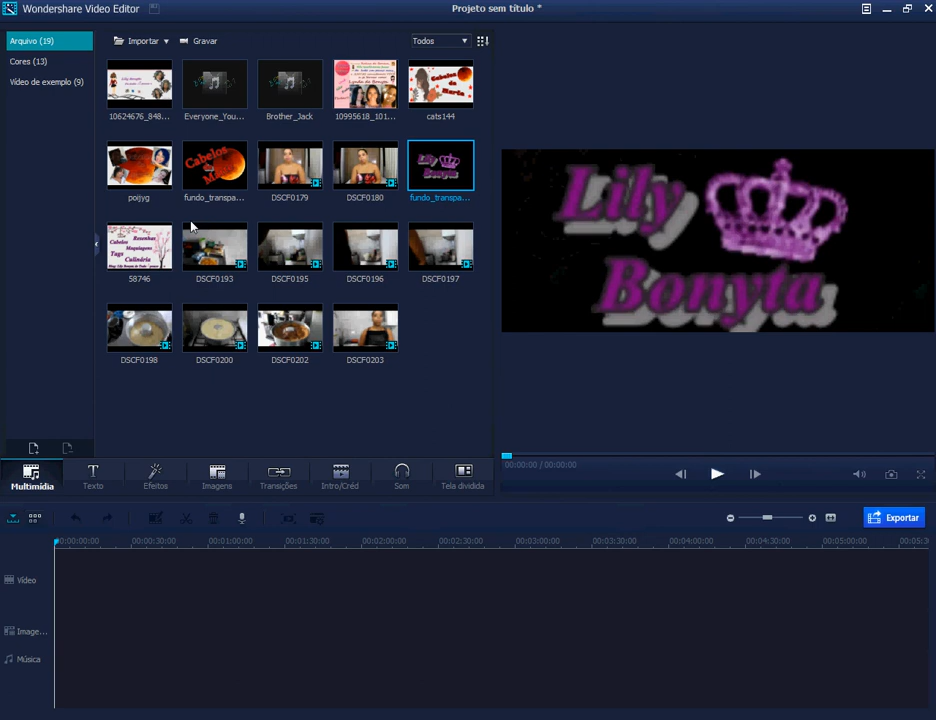 Wondershare Video Editor
Projeto sem título *
Arquivo (19)
Cores (13)
Vídeo de exemplo (9)
Importar
Gravar
Todos
10624676_848...
Everyone_You...
Brother_Jack
10995618_101...
cats144
poijyg
fundo_transpa...
DSCF0179
DSCF0180
fundo_transpa...
58746
DSCF0193
DSCF0195
DSCF0196
DSCF0197
DSCF0198
DSCF0200
DSCF0202
DSCF0203
Cabelos
Lily
Bonyta
Cabelos
Resenhas
Maquiagens
Tags
Culinária
Lily
Bonyta
00:00:00 / 00:00:00
Multimídia
Texto
Efeitos
Imagens
Transições
Intro/Créd
Som
Tela dividida
Exportar
00:00:00:00
00:00:30:00
00:01:00:00
00:01:30:00
00:02:00:00
00:02:30:00
00:03:00:00
00:03:30:00
00:04:00:00
00:04:30:00
00:05:00:00
Vídeo
Image...
Música